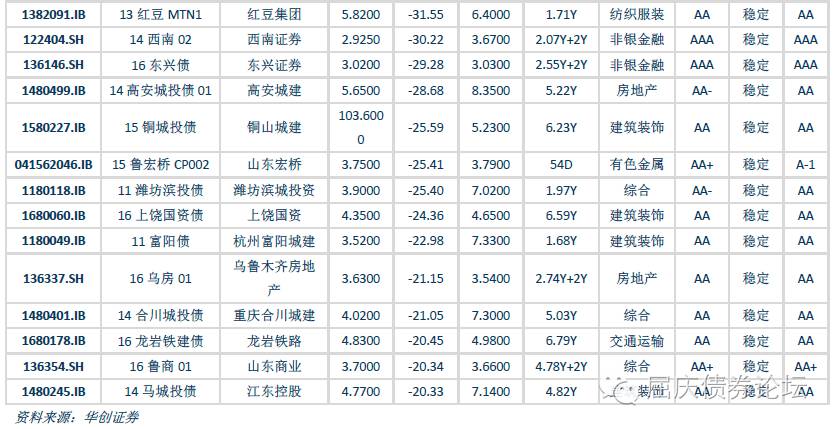 1382091.IB 13 红豆 MTN1 红豆集团 5.8200 -31.55 6.4000 1.71Y 纺织服装 AA 稳定 AA
122404.SH 14 西南 02 西南证券 2.9250 -30.22 3.6700 2.07Y+2Y 非银金融 AAA 稳定 AAA
136146.SH 16 东兴债 东兴证券 3.0200 -29.28 3.0300 2.55Y+2Y 非银金融 AAA 稳定 AAA
1480499.IB 14 高安城投债 01 高安城建 5.6500 -28.68 8.3500 5.22Y 房地产 AA- 稳定 AA
1580227.IB 15 铜城投债 铜山城建 103.6000 -25.59 5.2300 6.23Y 建筑装饰 AA 稳定 AA
041562046.IB 15 鲁宏桥 CP002 山东宏桥 3.7500 -25.41 3.7900 54D 有色金属 AA+ 稳定 A-1
1180118.IB 11 潍坊滨投债 潍坊滨城投资 3.9000 -25.40 7.0200 1.97Y 综合 AA- 稳定 AA
1680060.IB 16 上饶国资债 上饶国资 4.3500 -24.36 4.6500 6.59Y 建筑装饰 AA 稳定 AA
1180049.IB 11 富阳债 杭州富阳城建 3.5200 -22.98 7.3300 1.68Y 建筑装饰 AA 稳定 AA
136337.SH 16 乌房 01 乌鲁木齐房地产 3.6300 -21.15 3.5400 2.74Y+2Y 房地产 AA 稳定 AA
1480401.IB 14 合川城投债 重庆合川城建 4.0200 -21.05 7.3000 5.03Y 综合 AA 稳定 AA
1680178.IB 16 龙岩铁建债 龙岩铁路 4.8300 -20.45 4.9800 6.79Y 交通运输 AA 稳定 AA
136354.SH 16 鲁商 01 山东商业 3.7000 -20.34 3.6600 4.78Y+2Y 综合 AA+ 稳定 AA+
1480245.IB 14 马城投债 江东控股 4.7700 -20.33 7.1400 4.82Y 装饰 AA 稳定 AA
屈庆债券论坛
资料来源：华创证券